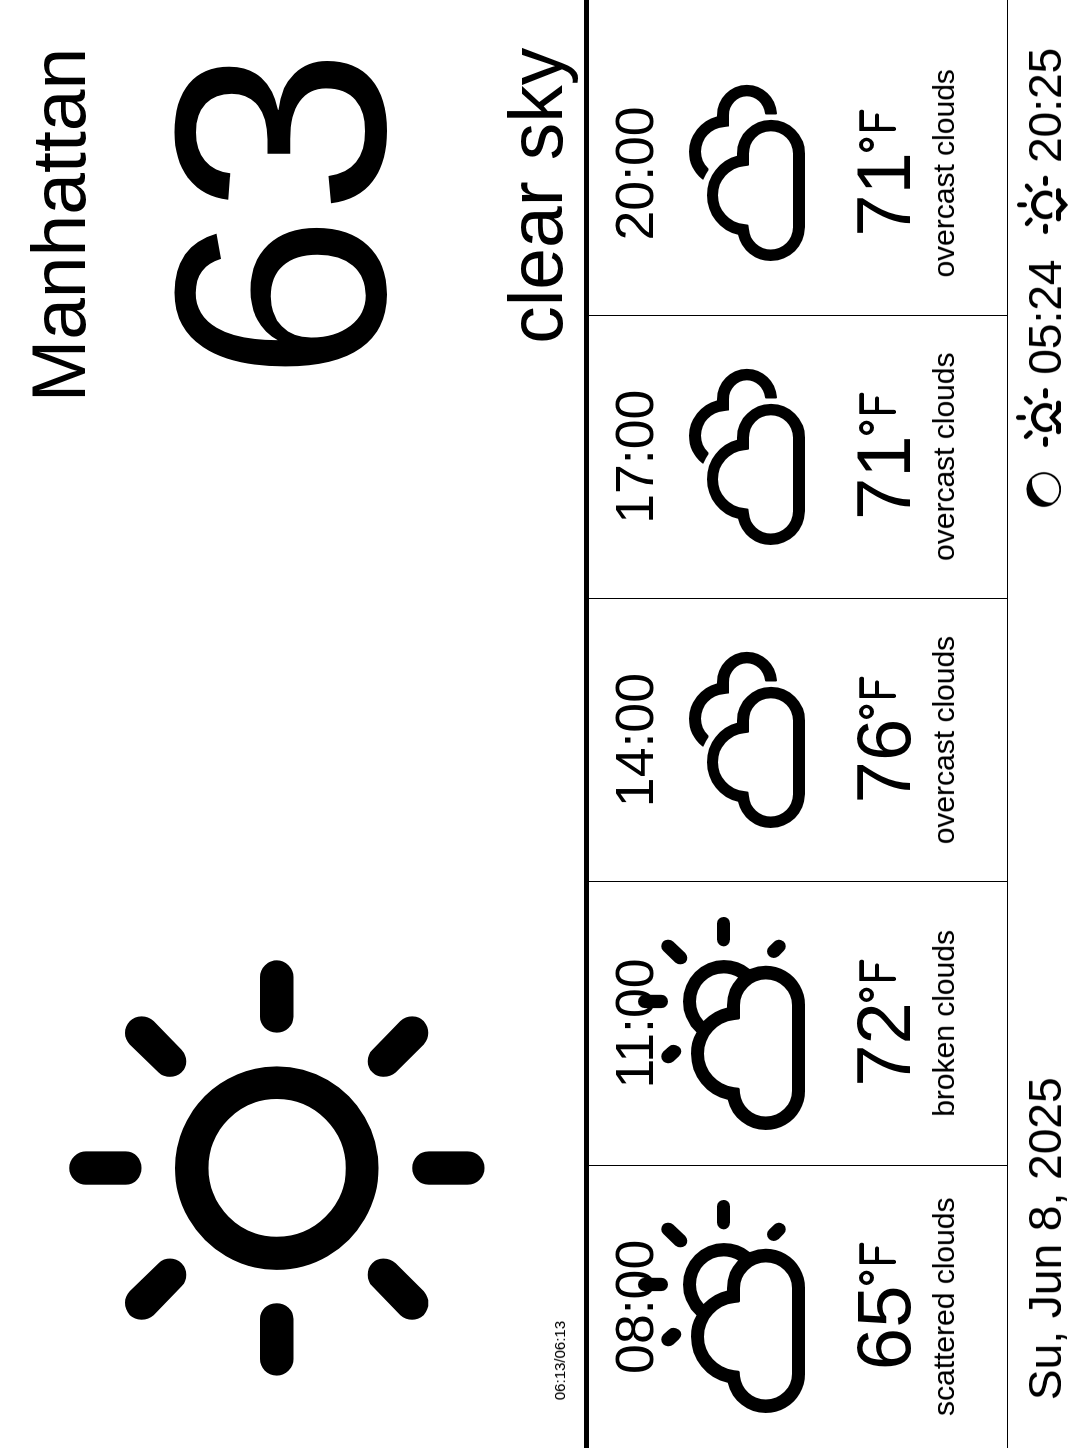 Manhattan
63
clear sky
06:13/06:13
08:00
65°F
scattered clouds
11:00
72°F
broken clouds
14:00
76°F
overcast clouds
17:00
71°F
overcast clouds
20:00
71°F
overcast clouds
Su, Jun 8, 2025
05:24
20:25